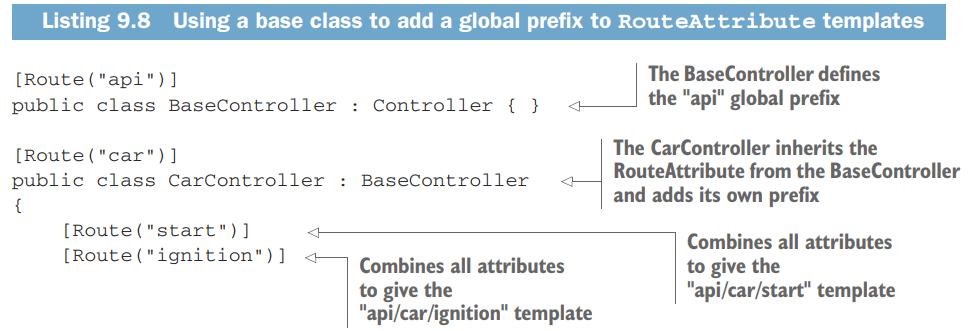 Listing 9.8 Using a base class to add a global prefix to RouteAttribute templates
[Route("api")]
public class BaseController : Controller { }
The BaseController defines
the "api" global prefix
[Route("car")]
public class CarController : BaseController
{
The CarController inherits the
RouteAttribute from the BaseController
and adds its own prefix
[Route("start")]
[Route("ignition")]
Combines all attributes
to give the
"api/car/ignition" template
Combines all attributes
to give the
"api/car/start" template